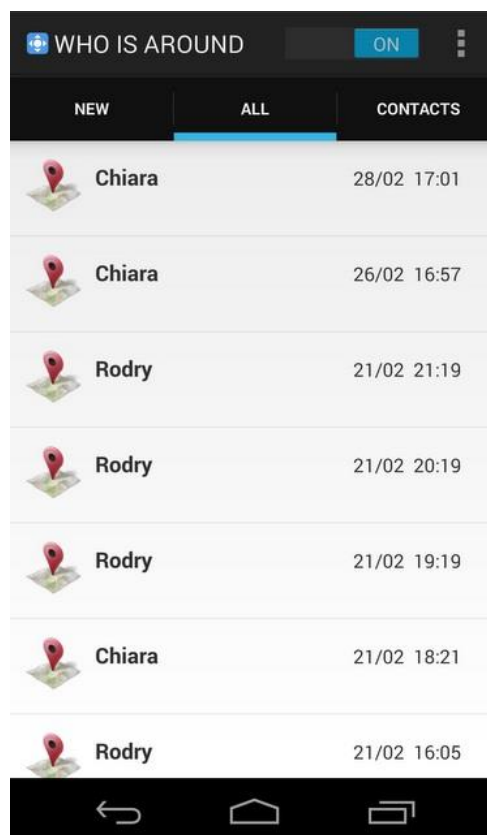 WHO IS AROUND ON
NEW ALL CONTACTS
Chiara 28/02 17:01
Chiara 26/02 16:57
Rodry 21/02 21:19
Rodry 21/02 20:19
Rodry 21/02 19:19
Chiara 21/02 18:21
Rodry 21/02 16:05